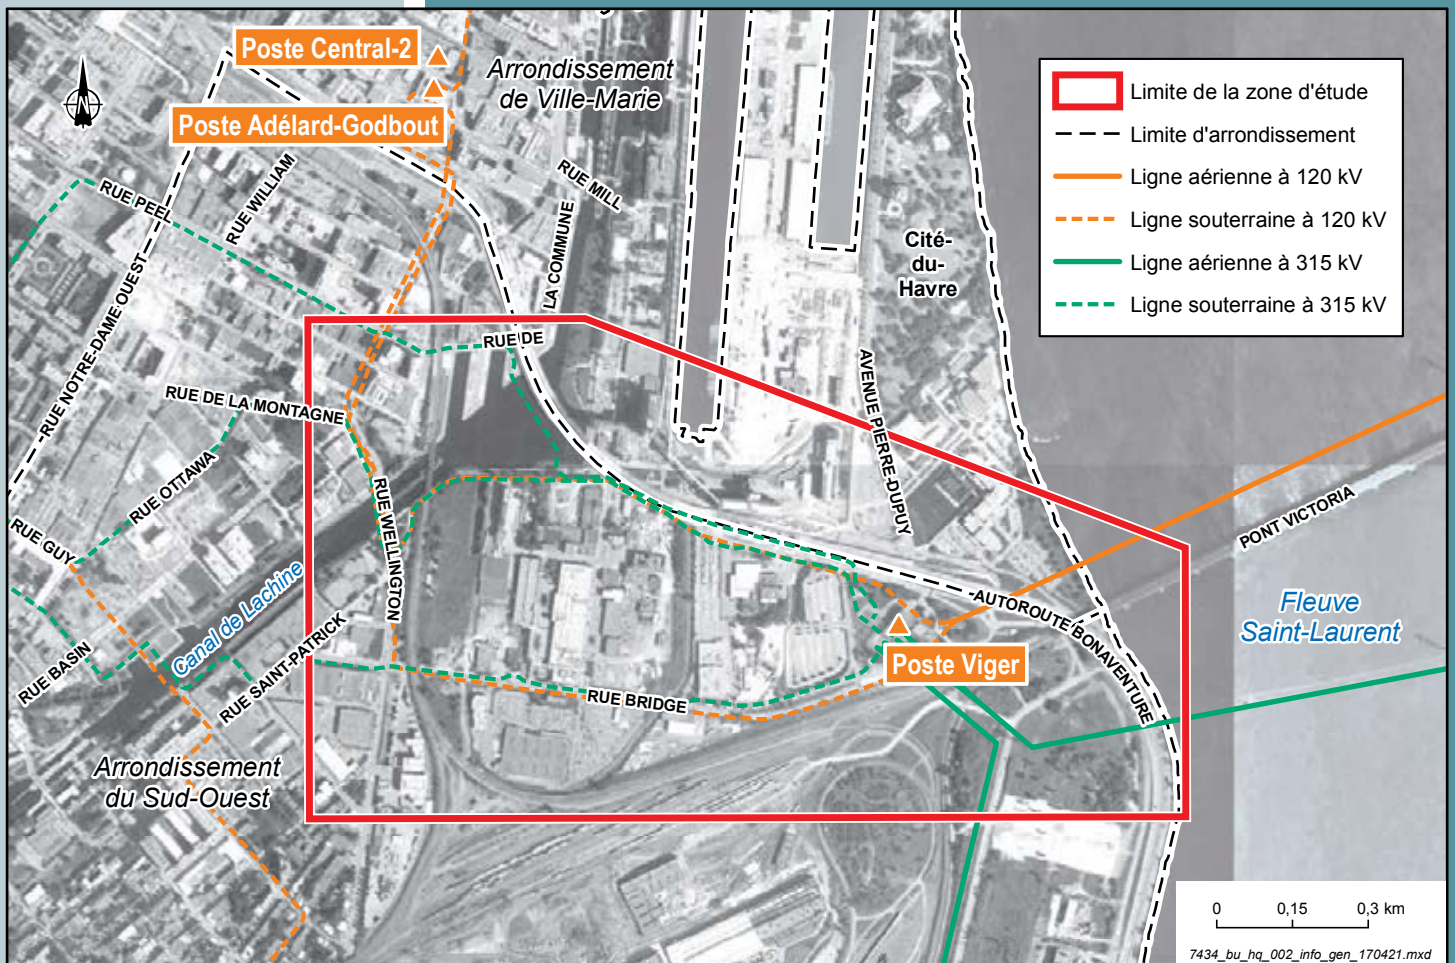 Poste Central-2
Poste Adélard-Godbout
Arrondissement
de Ville-Marie
N
Limite de la zone d'étude
Limite d'arrondissement
Ligne aérienne à 120 kV
Ligne souterraine à 120 kV
Ligne aérienne à 315 kV
Ligne souterraine à 315 kV
RUE PEEL
RUE WILLIAM
RUE MILL
LA COMMUNE
RUE DE
Cité-
du-
Havre
RUE NOTRE-DAME OUEST
RUE DE LA MONTAGNE
RUE OTTAWA
RUE GUY
RUE WELLINGTON
AVENUE PIERRE-DUPUY
PONT VICTORIA
Canal de Lachine
RUE BASIN
RUE SAINT-PATRICK
AUTOROUTE BONAVENTURE
Fleuve
Saint-Laurent
Poste Viger
RUE BRIDGE
Arrondissement
du Sud-Ouest
0 0,15 0,3 km
7434_bu_hq_002_info_gen_170421.mxd